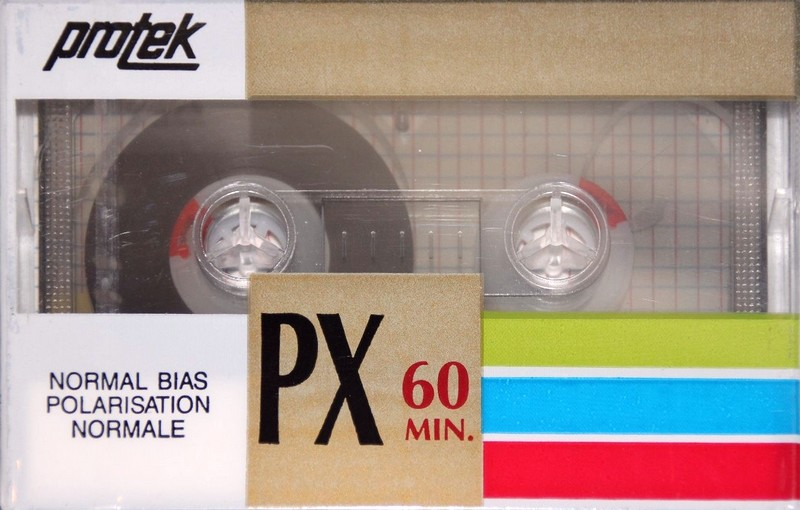 protek
NORMAL BIAS
POLARISATION
NORMALE
PX
60
MIN.